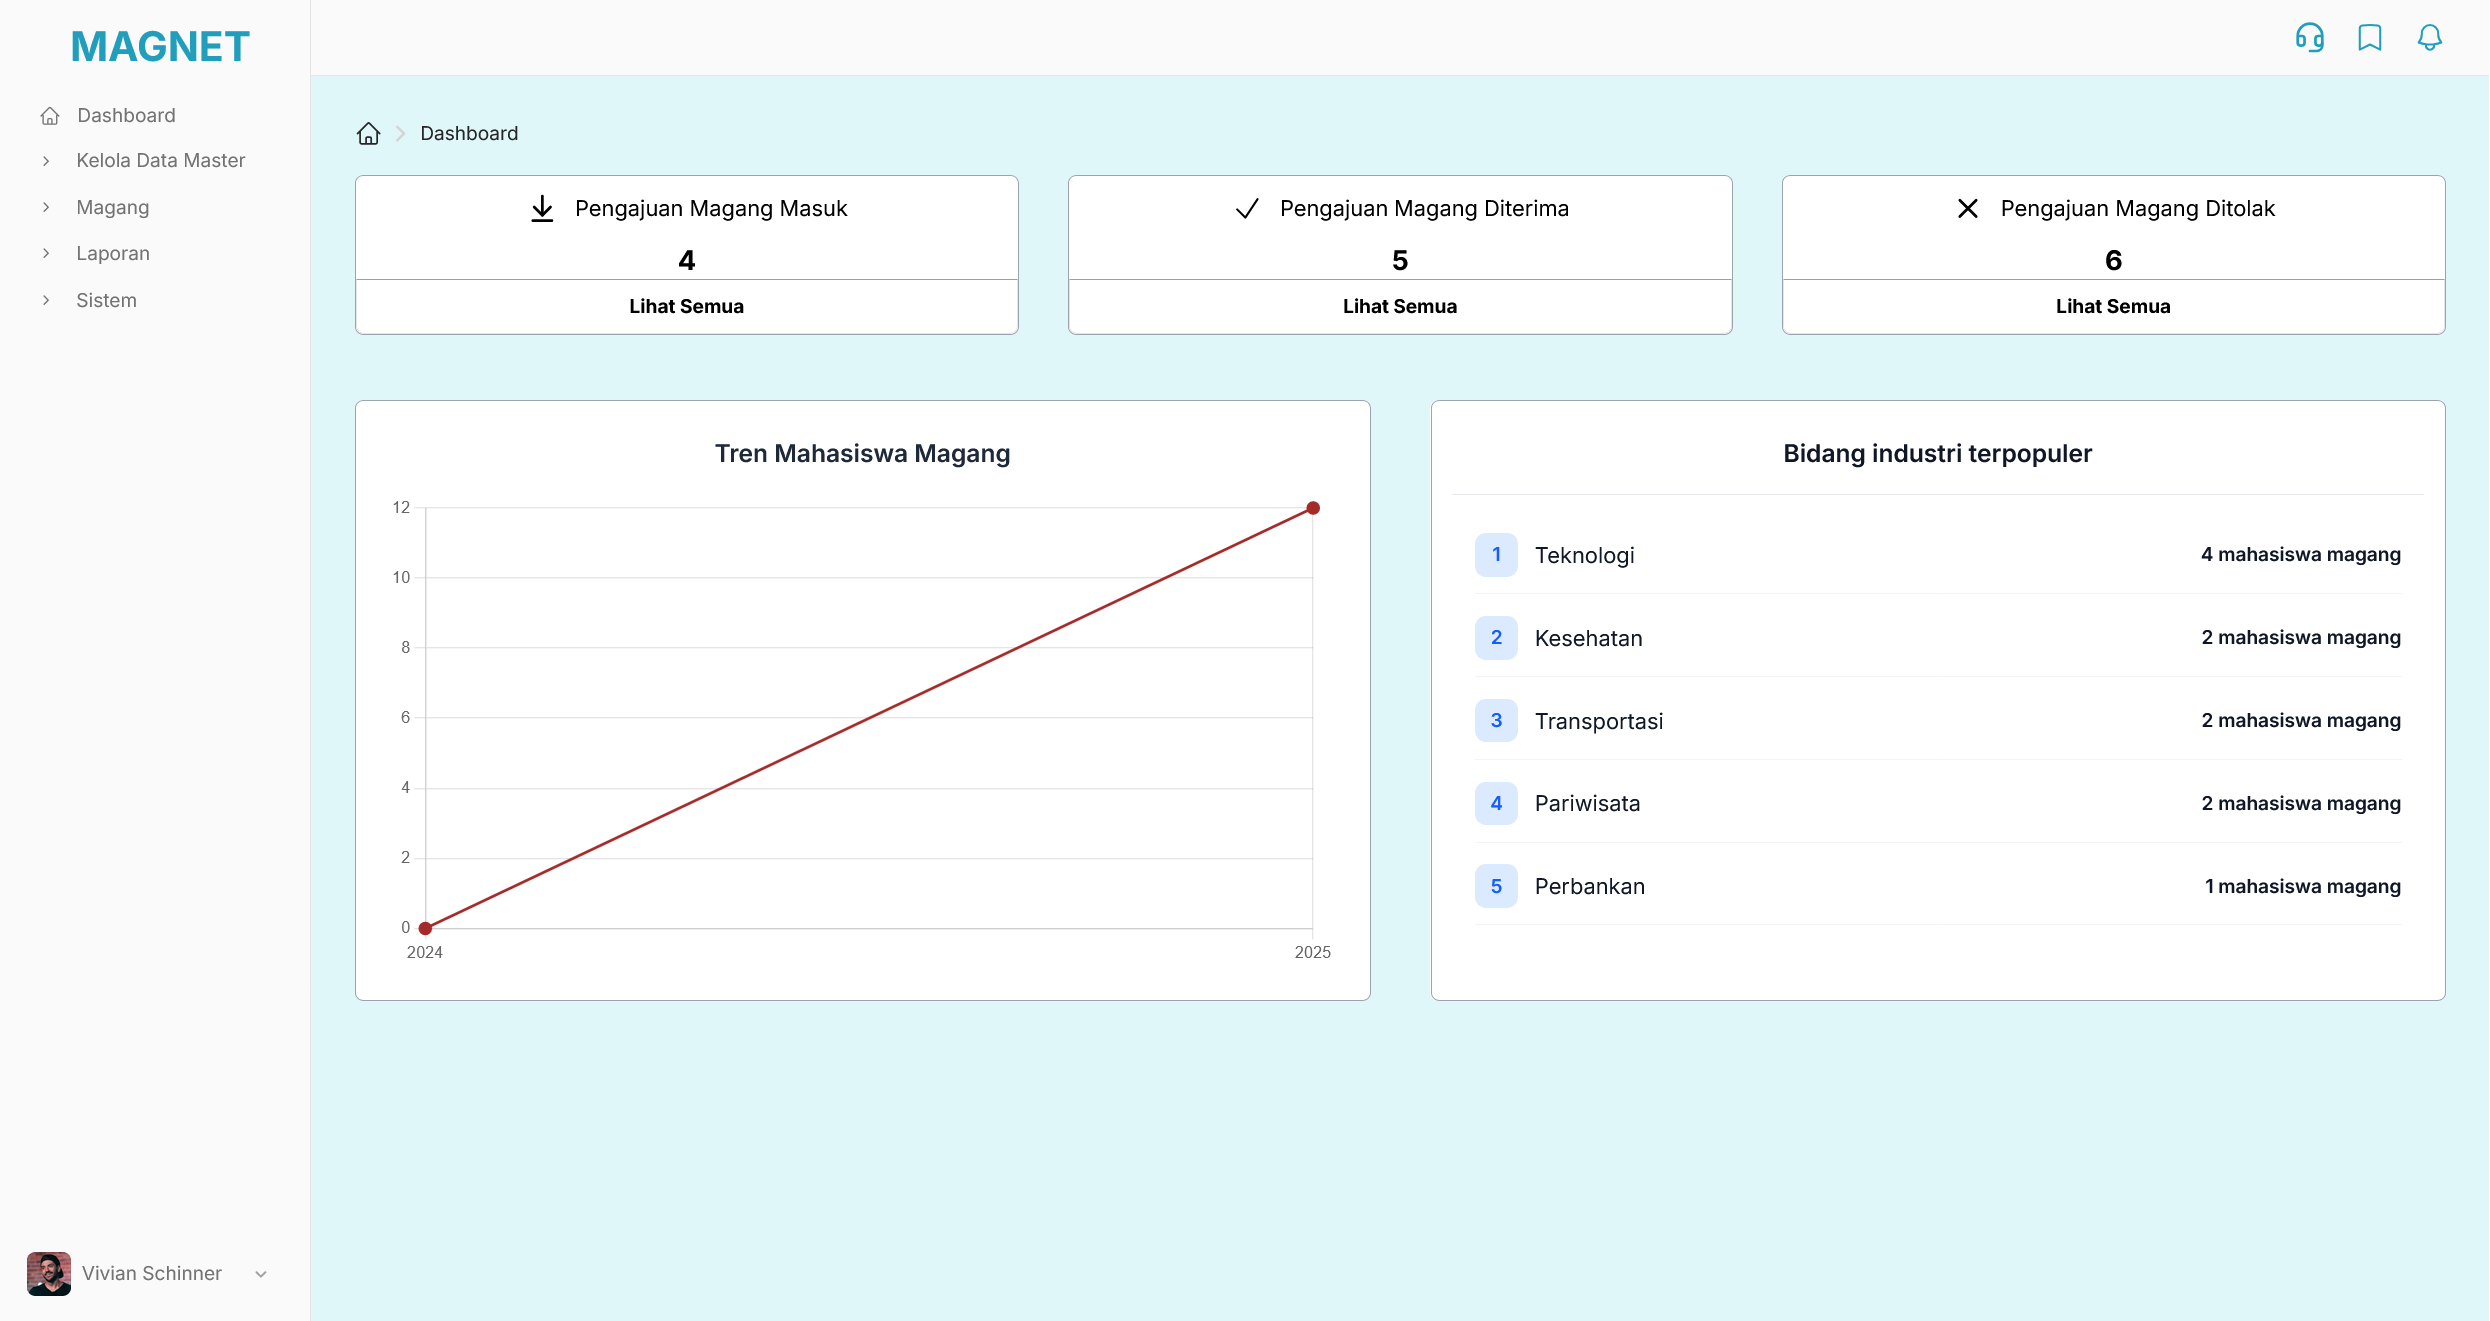 MAGNET
Dashboard
Kelola Data Master
Magang
Laporan
Sistem
Vivian Schinner
Dashboard
Pengajuan Magang Masuk
4
Lihat Semua
Pengajuan Magang Diterima
5
Lihat Semua
Pengajuan Magang Ditolak
6
Lihat Semua
Tren Mahasiswa Magang
12
10
8
6
4
2
0
2024
2025
Bidang industri terpopuler
1 Teknologi 4 mahasiswa magang
2 Kesehatan 2 mahasiswa magang
3 Transportasi 2 mahasiswa magang
4 Pariwisata 2 mahasiswa magang
5 Perbankan 1 mahasiswa magang